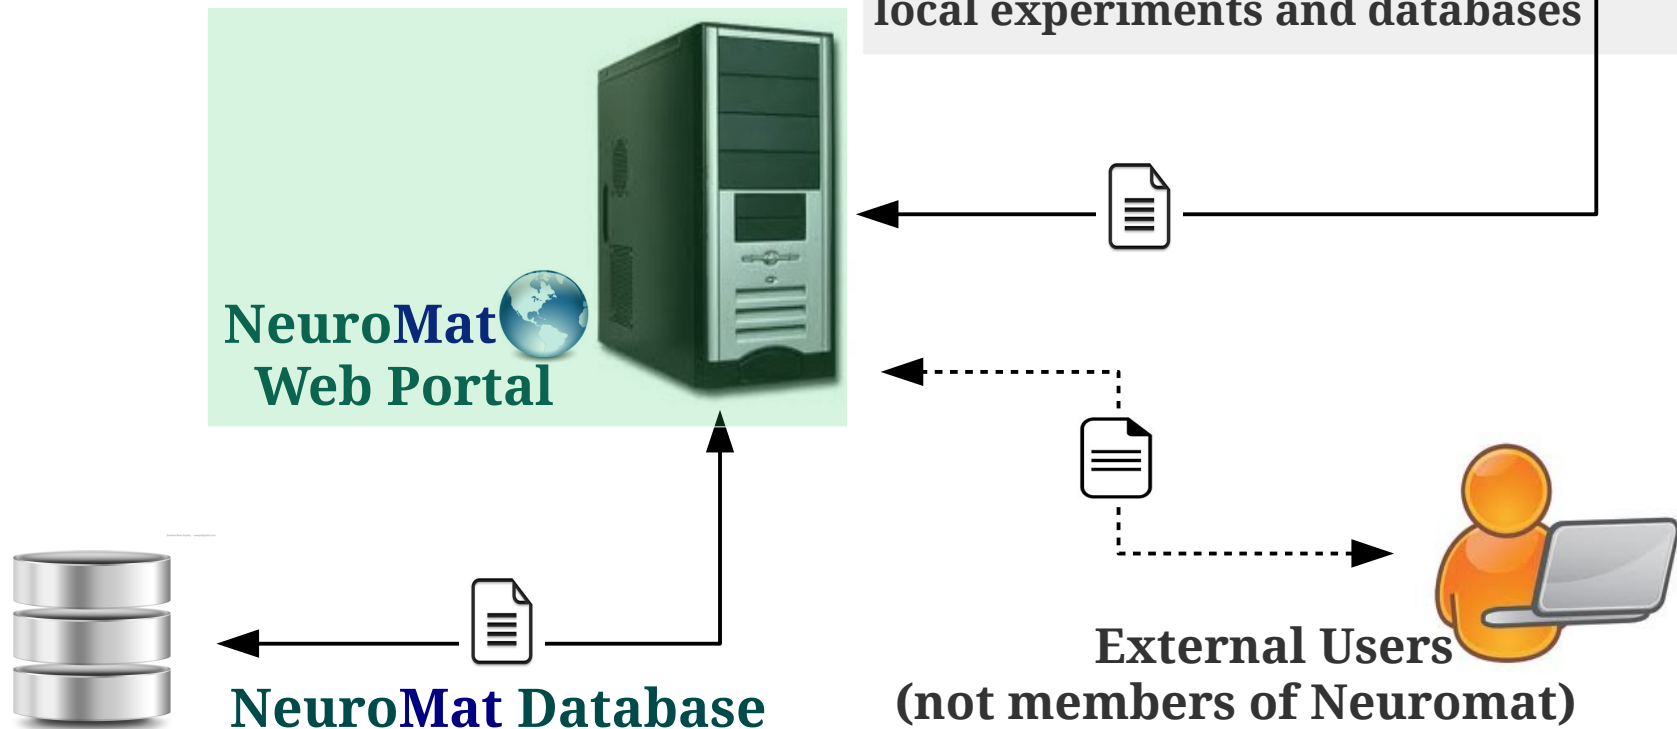 local experiments and databases
NeuroMat
Web Portal
NeuroMat Database
External Users
(not members of Neuromat)